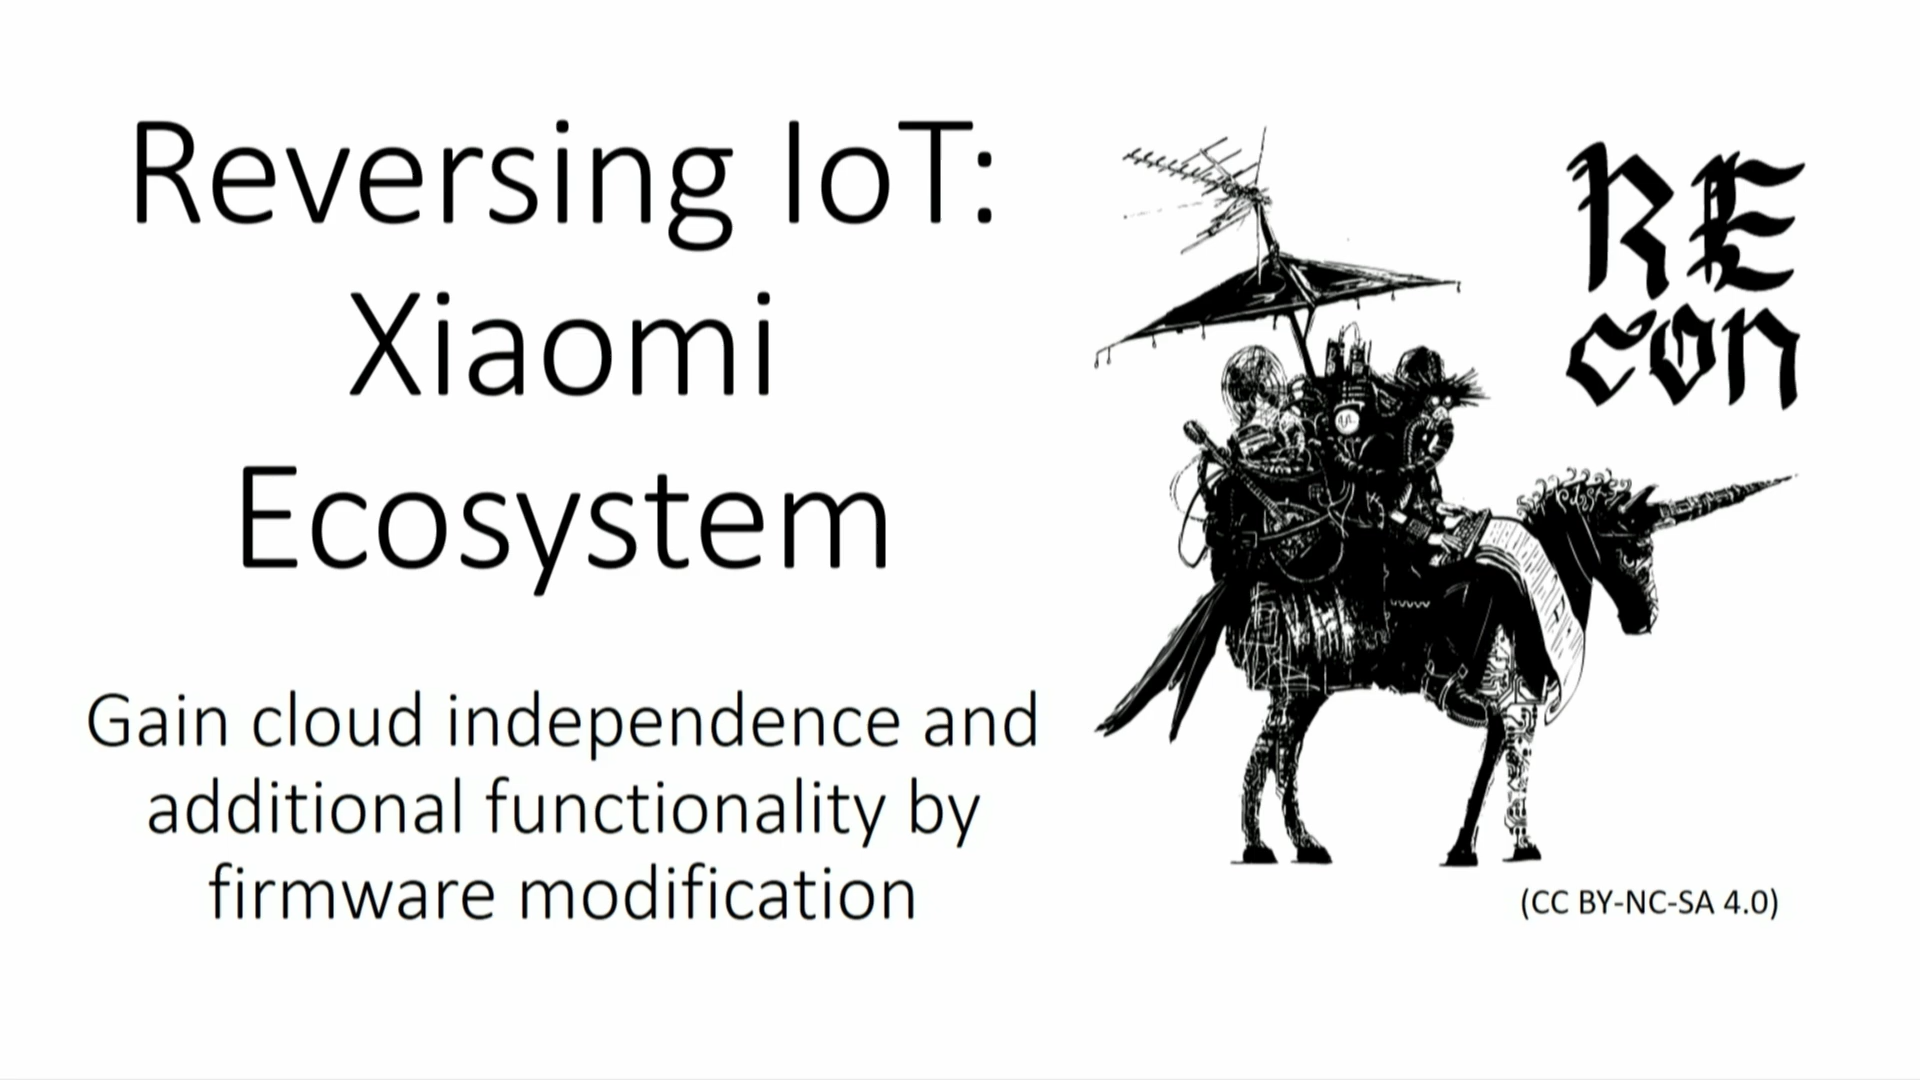 Reversing IoT:
Xiaomi
Ecosystem
Gain cloud independence and
additional functionality by
firmware modification
RE
con
(CC BY-NC-SA 4.0)